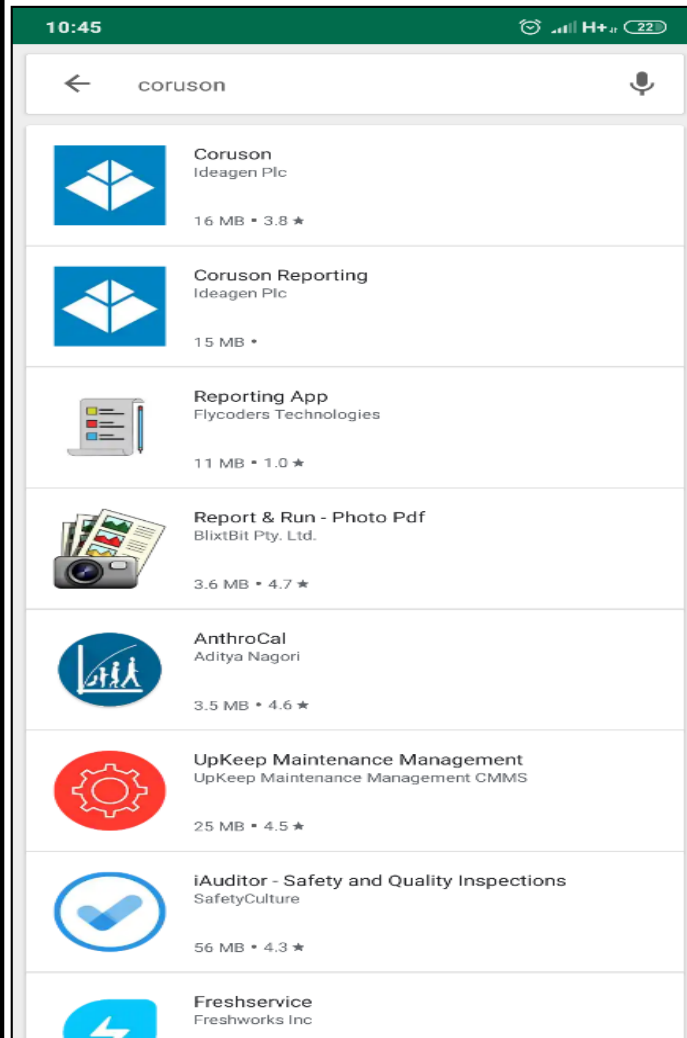 10:45 H+ 22
coruson
Coruson
Ideagen Plc
16 MB • 3.8 ★
Coruson Reporting
Ideagen Plc
15 MB •
Reporting App
Flycoders Technologies
11 MB • 1.0 ★
Report & Run - Photo Pdf
BlixtBit Pty. Ltd.
3.6 MB • 4.7 ★
AnthroCal
Aditya Nagori
3.5 MB • 4.6 ★
UpKeep Maintenance Management
UpKeep Maintenance Management CMMS
25 MB • 4.5 ★
iAuditor - Safety and Quality Inspections
SafetyCulture
56 MB • 4.3 ★
Freshservice
Freshworks Inc